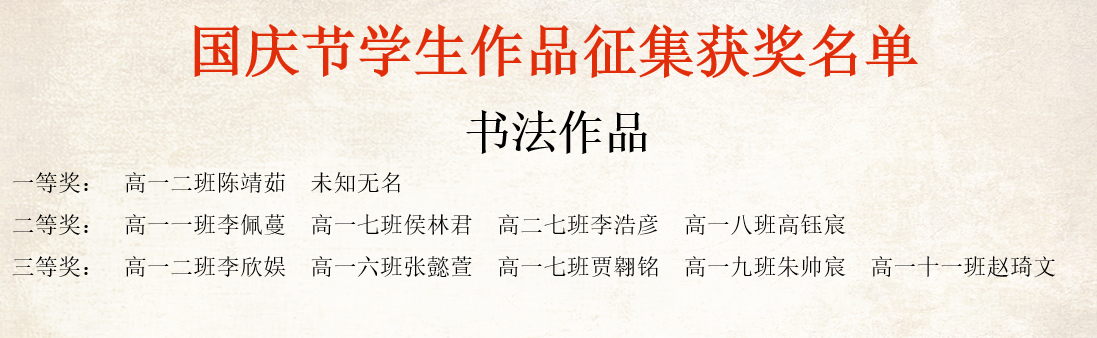 国庆节学生作品征集获奖名单
书法作品
一等奖： 高一二班陈靖茹 未知无名
二等奖： 高一一班李佩蔓 高一七班侯林君 高二七班李浩彦 高一八班高钰宸
三等奖： 高一二班李欣娱 高一六班张懿萱 高一七班贾翱铭 高一九班朱帅宸 高一十一班赵琦文